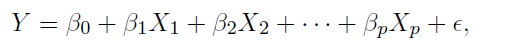 Y = β₀ + β₁X₁ + β₂X₂ + · · · + βₚXₚ + ϵ,